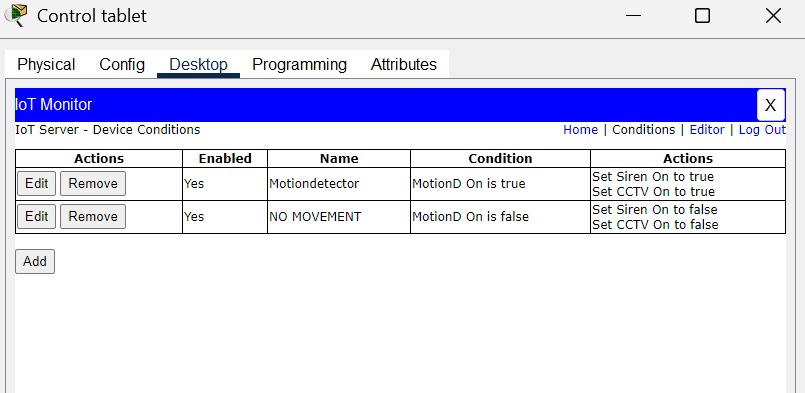 Control tablet
Physical Config Desktop Programming Attributes
IoT Monitor X
IoT Server - Device Conditions Home | Conditions | Editor | Log Out
Actions Enabled Name Condition Actions
Edit Remove Yes Motiondetector MotionD On is true Set Siren On to true
Set CCTV On to true
Edit Remove Yes NO MOVEMENT MotionD On is false Set Siren On to false
Set CCTV On to false
Add